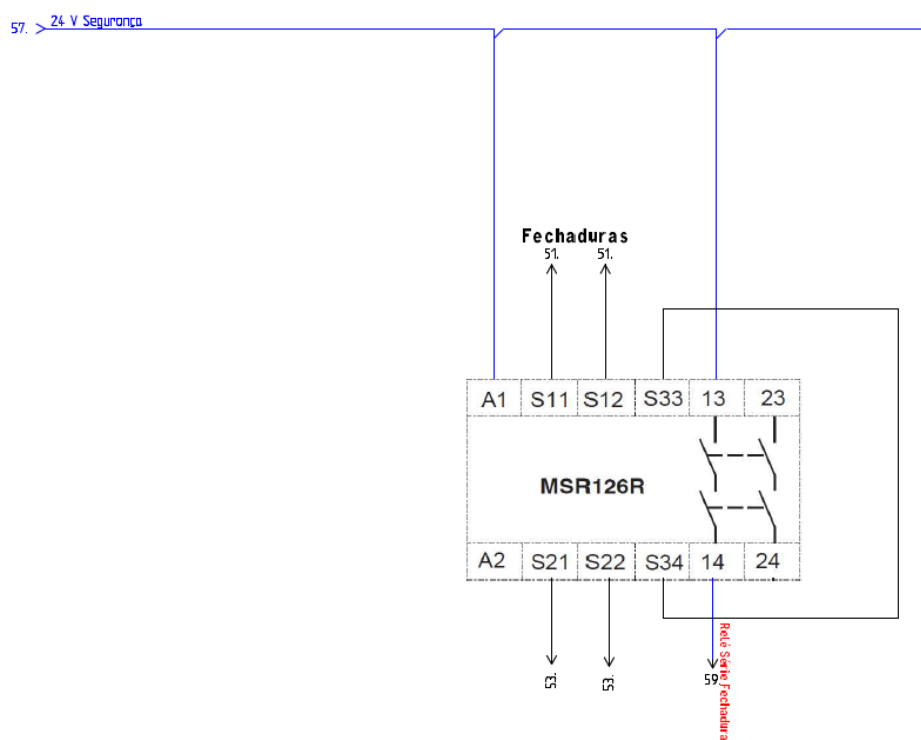 57. 24 V Segurança
Fechaduras
51. 51.
A1 S11 S12 S33 13 23
MSR126R
A2 S21 S22 S34 14 24
53. 53. 59.
Relé Série Fechaduras